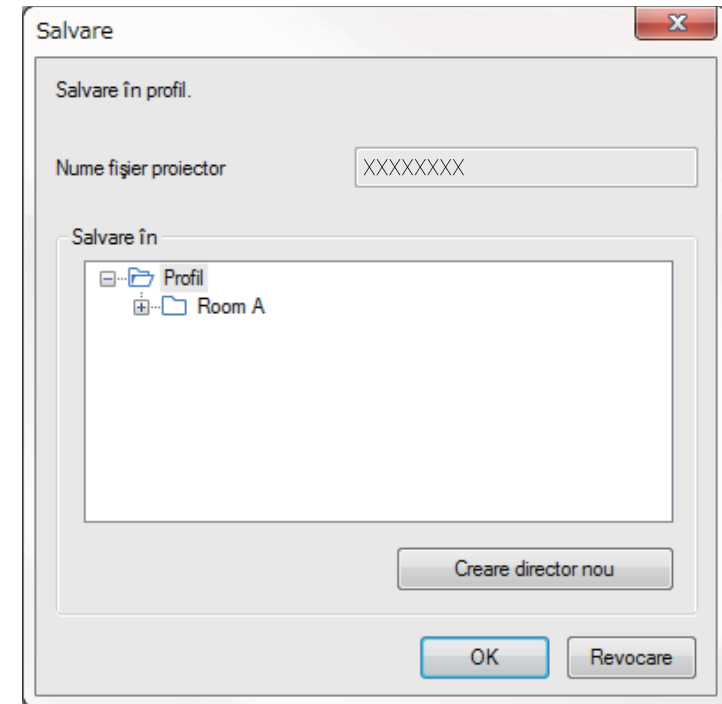 Salvare
Salvare în profil.
Nume fişier proiector XXXXXXXX
Salvare în
Profil
Room A
Creare director nou
OK Revocare